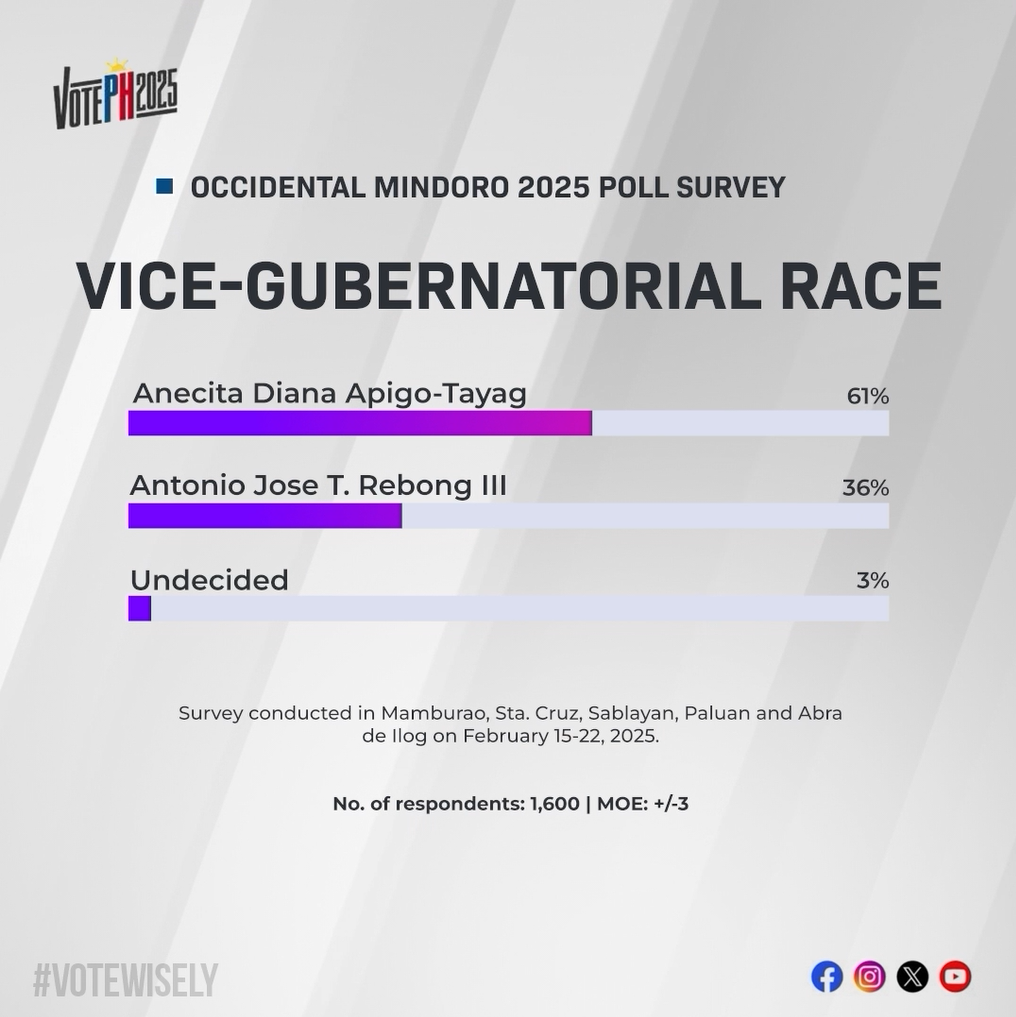 VOTEPH2025
OCCIDENTAL MINDORO 2025 POLL SURVEY
VICE-GUBERNATORIAL RACE
Anecita Diana Apigo-Tayag 61%
Antonio Jose T. Rebong III 36%
Undecided 3%
Survey conducted in Mamburao, Sta. Cruz, Sablayan, Paluan and Abra
de Ilog on February 15-22, 2025.
No. of respondents: 1,600 | MOE: +/-3
#VOTEWISELY